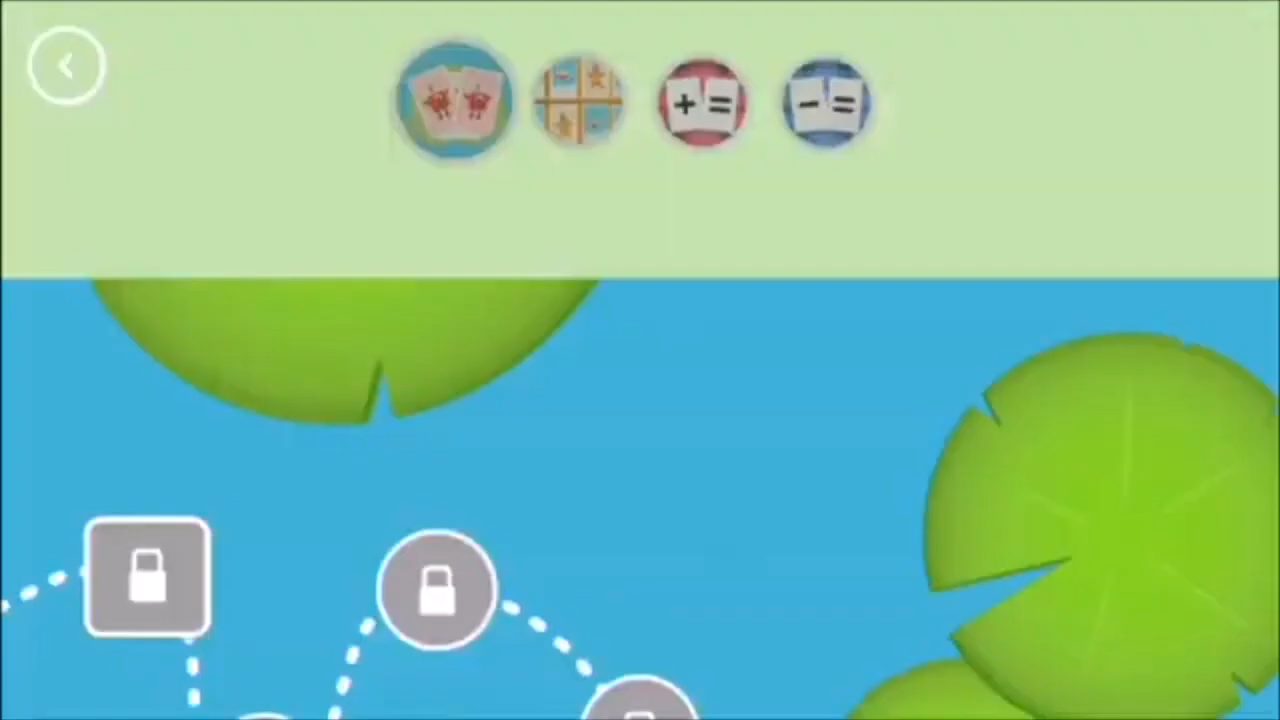 + = - =